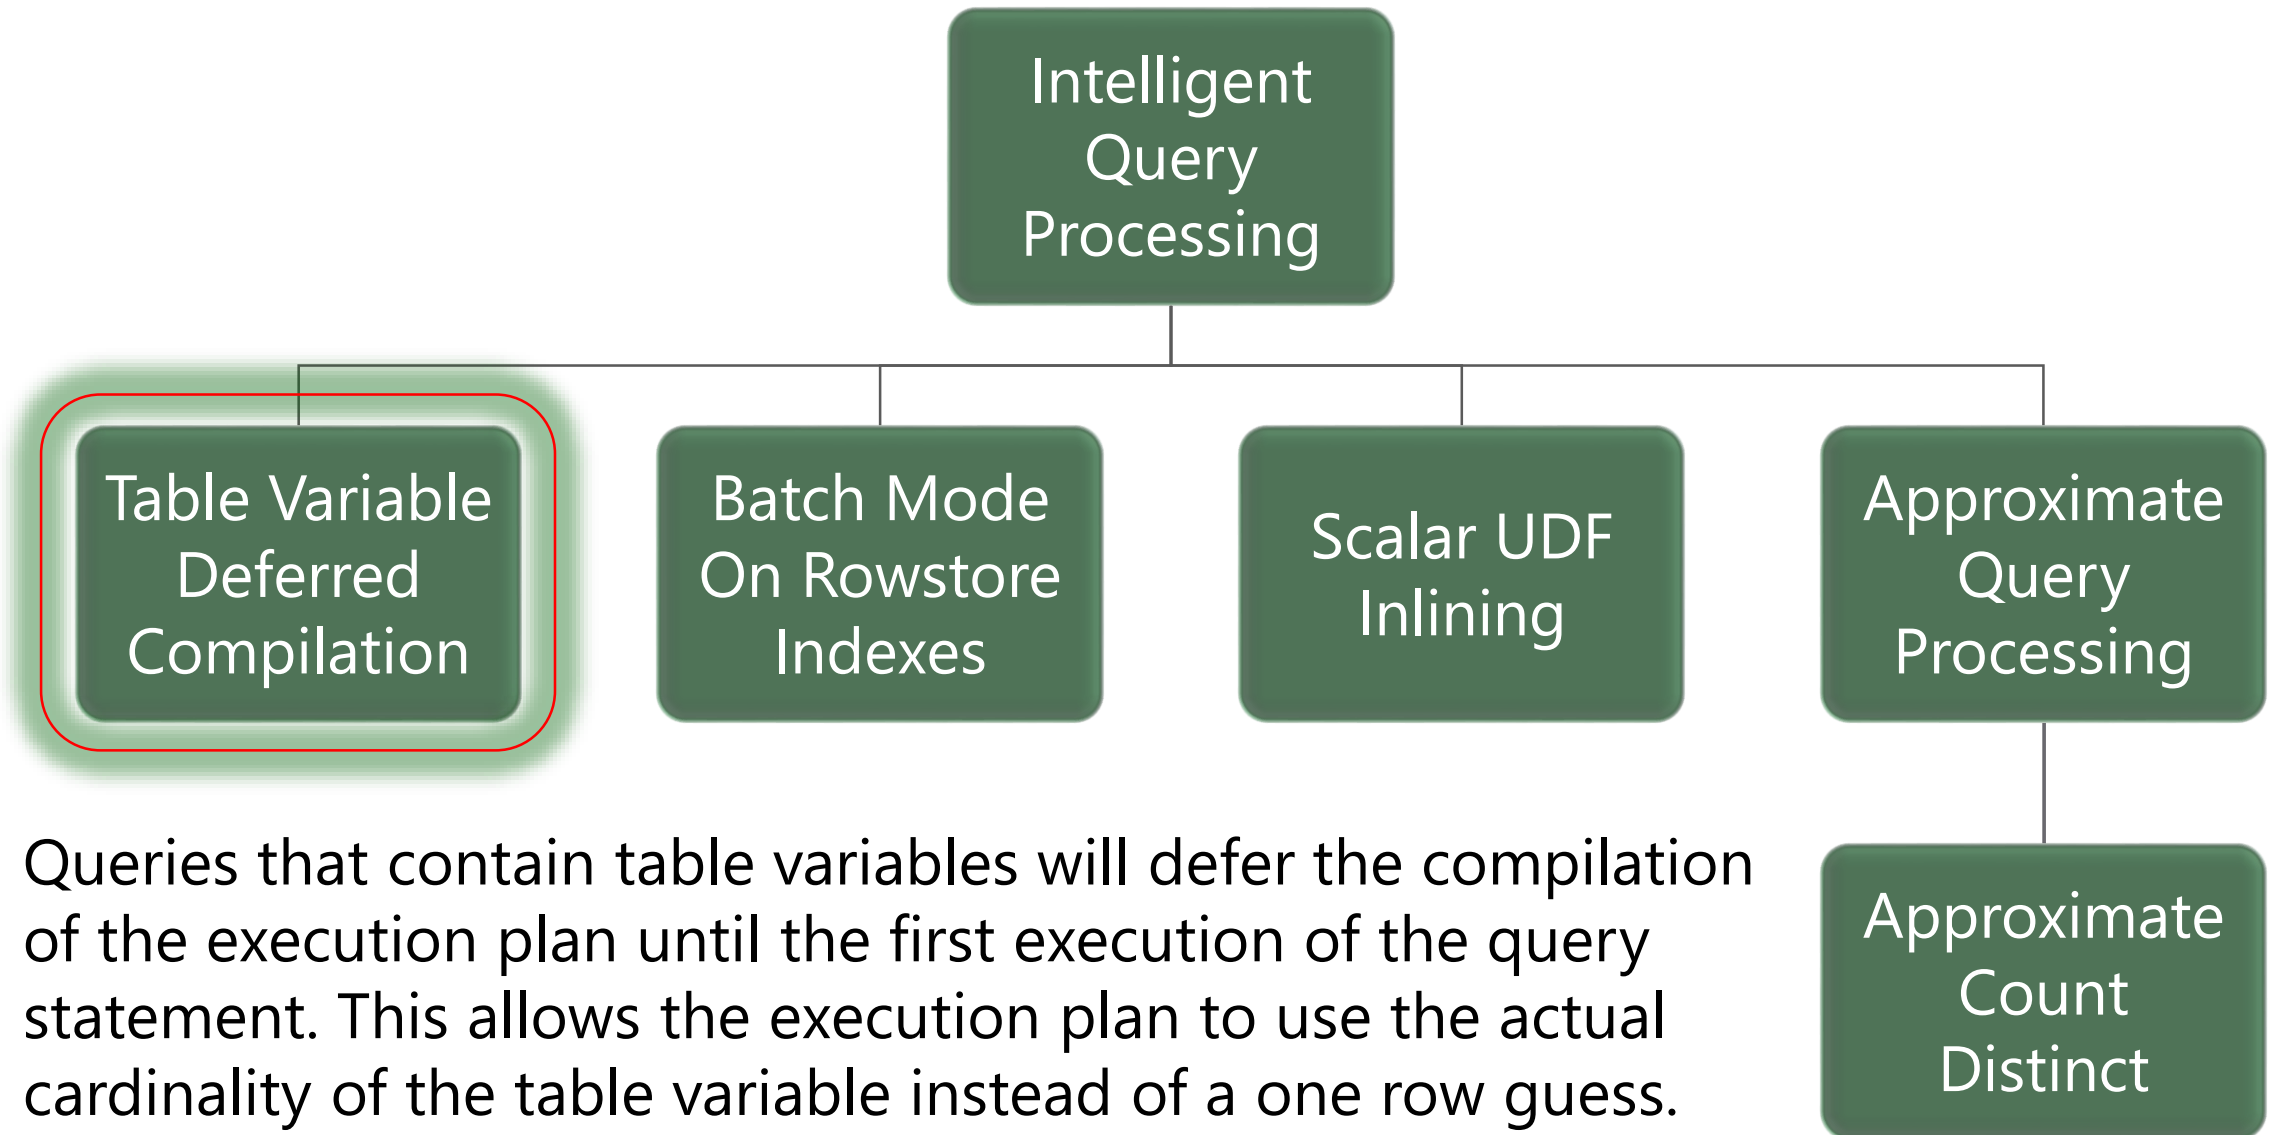 Intelligent
Query
Processing
Table Variable
Deferred
Compilation
Batch Mode
On Rowstore
Indexes
Scalar UDF
Inlining
Approximate
Query
Processing
Approximate
Count
Distinct
Queries that contain table variables will defer the compilation
of the execution plan until the first execution of the query
statement. This allows the execution plan to use the actual
cardinality of the table variable instead of a one row guess.